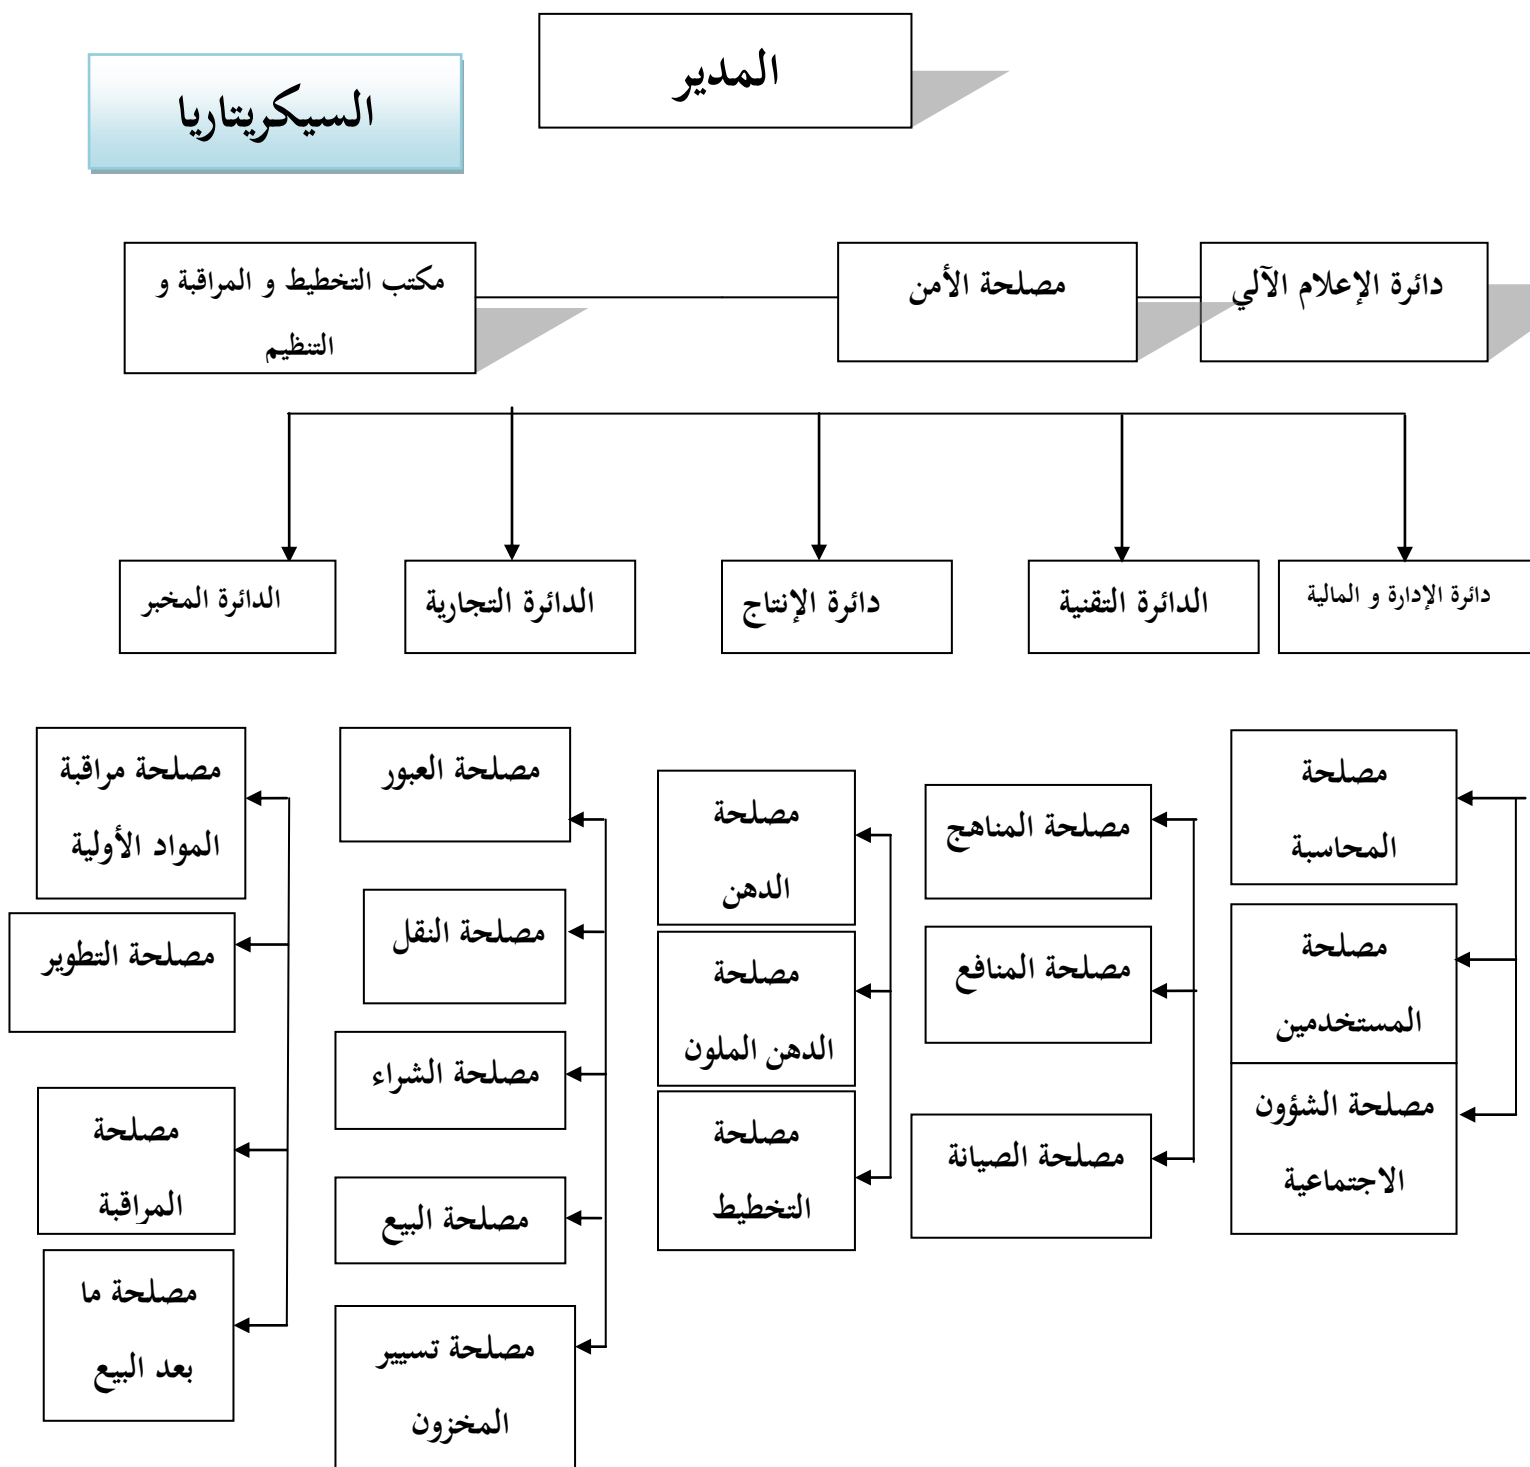 المدير
السيكريتاريا
دائرة الإعلام الآلي
مصلحة الأمن
مكتب التخطيط و المراقبة و
التنظيم
دائرة الإدارة و المالية
الدائرة التقنية
دائرة الإنتاج
الدائرة التجارية
الدائرة المخبر
مصلحة
المحاسبة
مصلحة
المستخدمين
مصلحة الشؤون
الاجتماعية
مصلحة المناهج
مصلحة المنافع
مصلحة الصيانة
مصلحة
الدهن
مصلحة
الدهن الملون
مصلحة
التخطيط
مصلحة العبور
مصلحة النقل
مصلحة الشراء
مصلحة البيع
مصلحة تسيير
المخزون
مصلحة مراقبة
المواد الأولية
مصلحة التطوير
مصلحة
المراقبة
مصلحة ما
بعد البيع